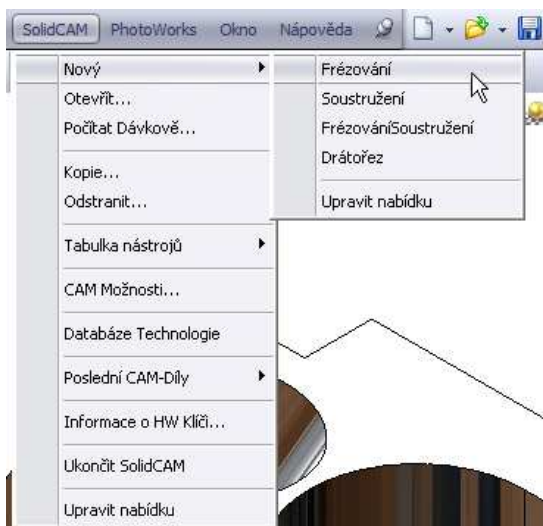 SolidCAM PhotoWorks Okno Nápověda
Nový
Otevřít...
Počítat Dávkově...
Kopie...
Odstranit...
Tabulka nástrojů
CAM Možnosti...
Databáze Technologie
Poslední CAM-Díly
Informace o HW Klíči...
Ukončit SolidCAM
Upravit nabídku
Frézování
Soustružení
FrézováníSoustružení
Drátořez
Upravit nabídku